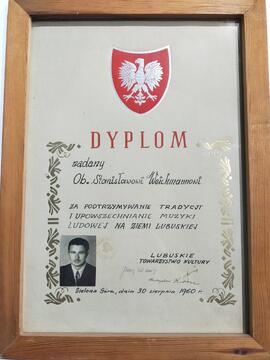 DYPLOM
nadany
Ob. Stanisławowi Weichmannowi
ZA PODTRZYMYWANIE TRADYCJI
I UPOWSZECHNIANIE MUZYKI
LUDOWEJ NA ZIEMI LUBUSKIEJ
LUBUSKIE
TOWARZYSTWO KULTURY
Zielona Góra, dnia 30 sierpnia 1960 r.